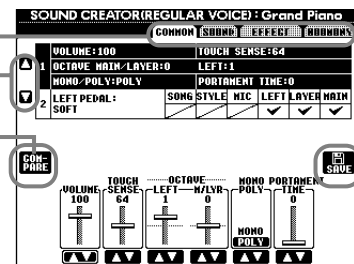 SOUND CREATOR(REGULAR VOICE) : Grand Piano
COMMON SOUND EFFECT HARMONY
VOLUME:100 TOUCH SENSE:64
1 OCTAVE MAIN/LAYER:0 LEFT:1
MONO/POLY:POLY PORTAMENT TIME:0
2 LEFT PEDAL: SONG STYLE MIC LEFT LAYER MAIN
SOFT
COM-
PARE
SAVE
TOUCH OCTAVE MONO PORTAMENT
VOLUME SENSE LEFT M/LYR POLY TIME
100 64 1 0 0
MONO
POLY